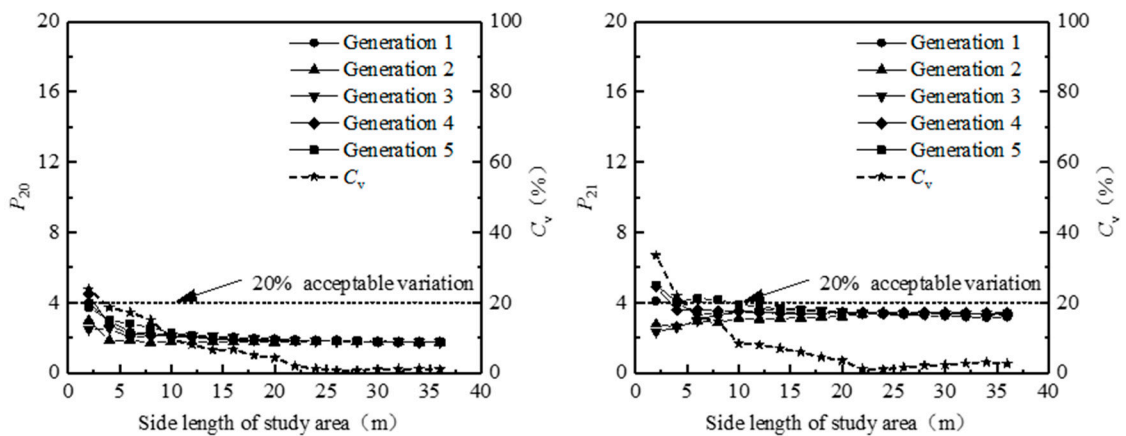 20
16
12
8
4
0
P20
100
80
60
40
20
0
Cv (%)
Generation 1
Generation 2
Generation 3
Generation 4
Generation 5
Cv
20% acceptable variation
0 5 10 15 20 25 30 35 40
Side length of study area (m)
20
16
12
8
4
0
P21
100
80
60
40
20
0
Cv (%)
Generation 1
Generation 2
Generation 3
Generation 4
Generation 5
Cv
20% acceptable variation
0 5 10 15 20 25 30 35 40
Side length of study area (m)